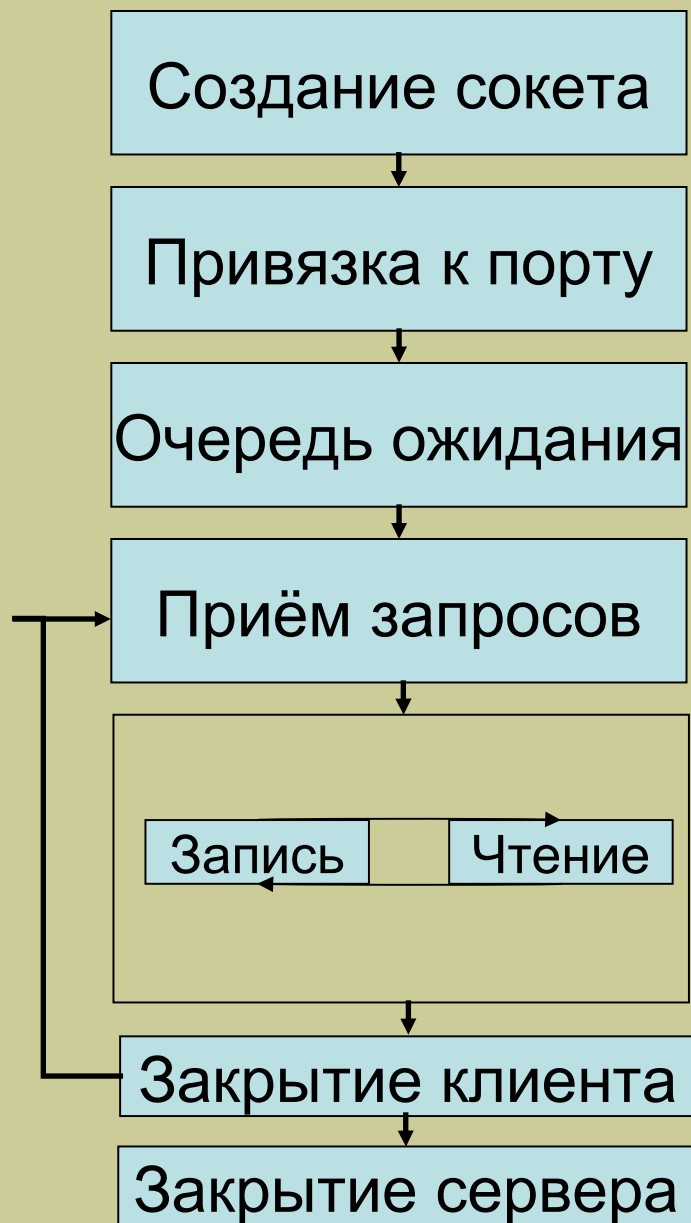 Создание сокета
Привязка к порту
Очередь ожидания
Приём запросов
Запись
Чтение
Закрытие клиента
Закрытие сервера